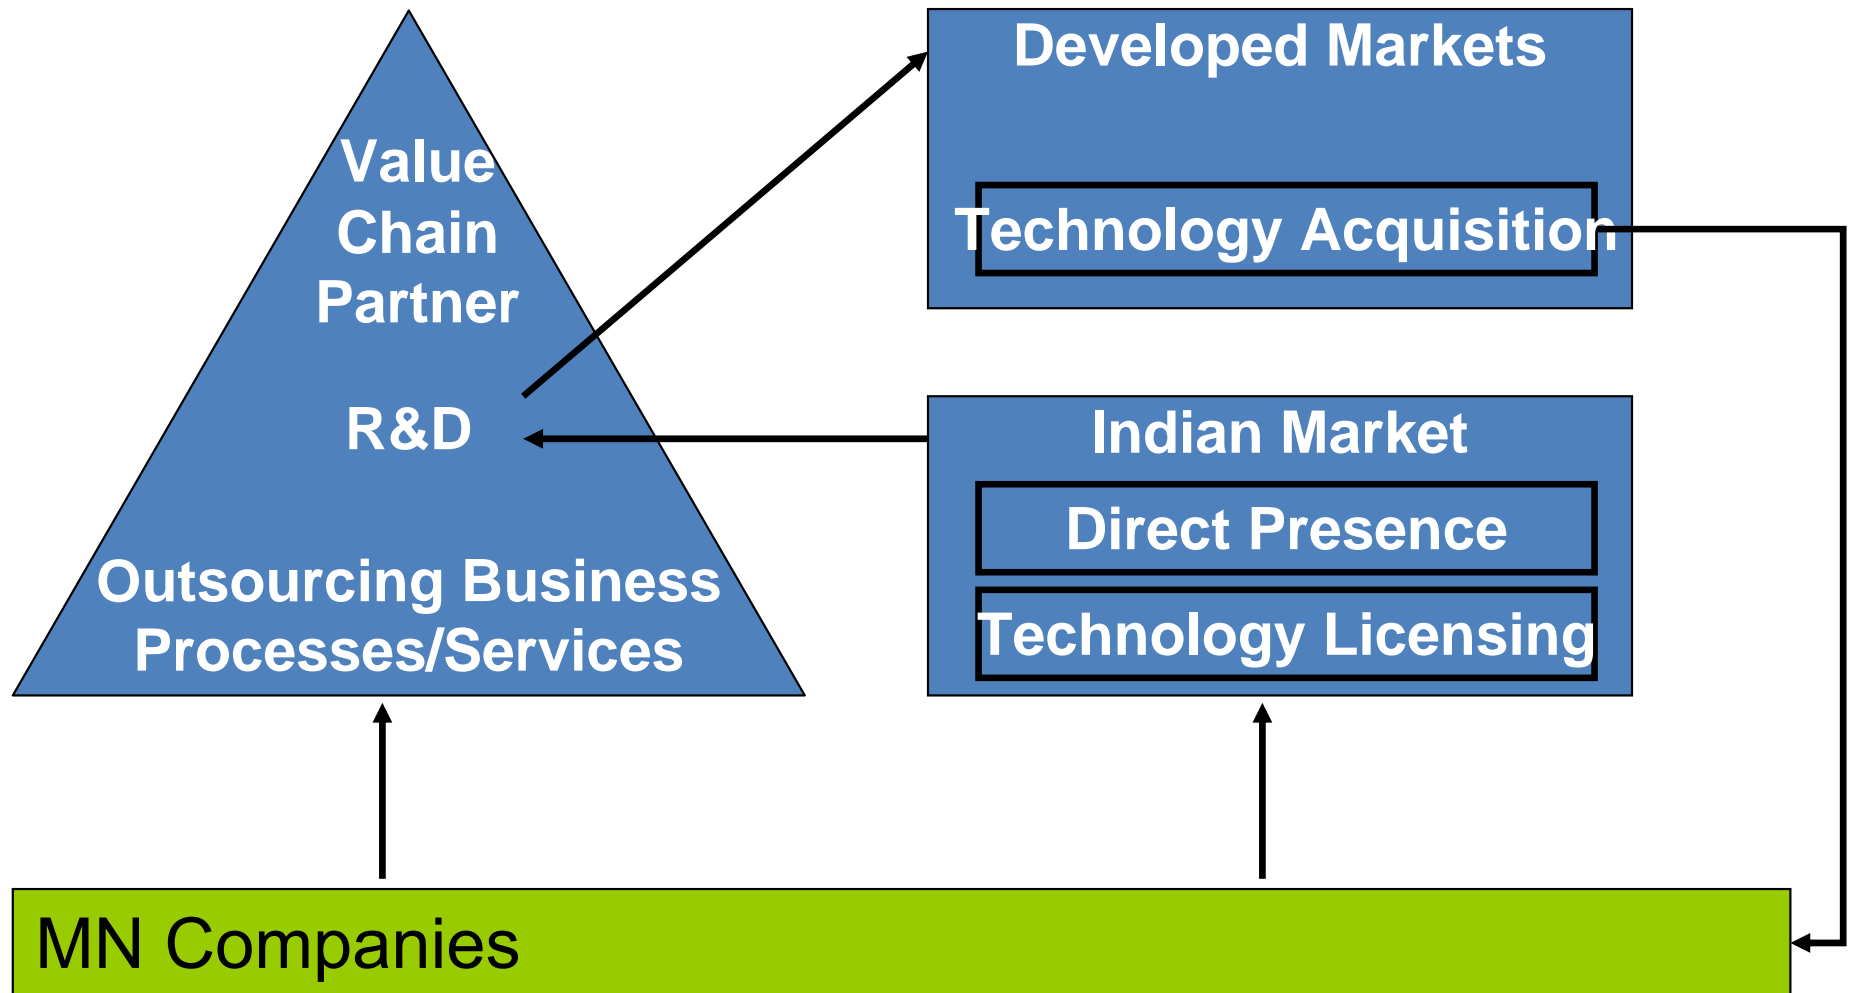 Value
Chain
Partner
R&D
Outsourcing Business
Processes/Services
Developed Markets
Technology Acquisition
Indian Market
Direct Presence
Technology Licensing
MN Companies